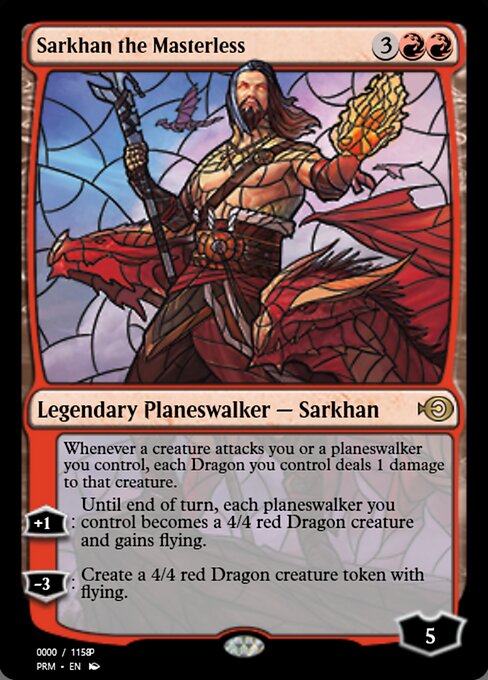 Sarkhan the Masterless 3
Legendary Planeswalker — Sarkhan
Whenever a creature attacks you or a planeswalker
you control, each Dragon you control deals 1 damage
to that creature.
Until end of turn, each planeswalker you
+1 : control becomes a 4/4 red Dragon creature
and gains flying.
-3 : Create a 4/4 red Dragon creature token with
flying.
5
0000 / 1158P
PRM • EN